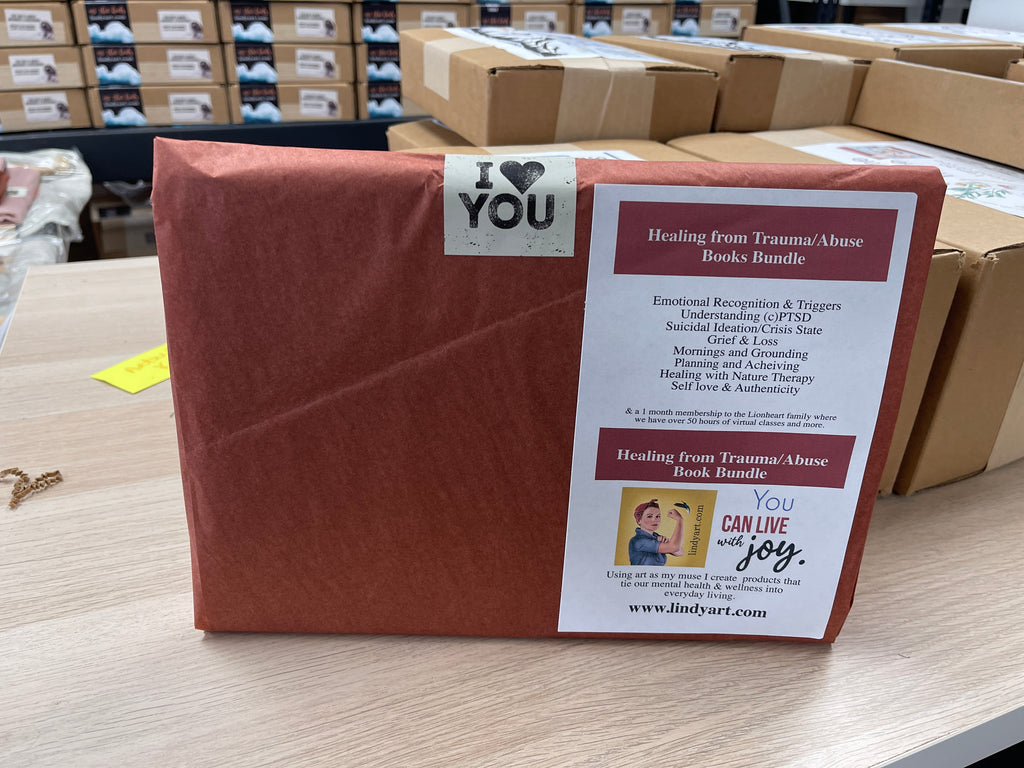 I ♥
YOU
Healing from Trauma/Abuse
Books Bundle
Emotional Recognition & Triggers
Understanding (c)PTSD
Suicidal Ideation/Crisis State
Grief & Loss
Mornings and Grounding
Planning and Acheiving
Healing with Nature Therapy
Self love & Authenticity
& a 1 month membership to the Lionheart family where
we have over 50 hours of virtual classes and more.
Healing from Trauma/Abuse
Book Bundle
lindyart.com
You
CAN LIVE
with joy.
Using art as my muse I create products that
tie our mental health & wellness into
everyday living.
www.lindyart.com